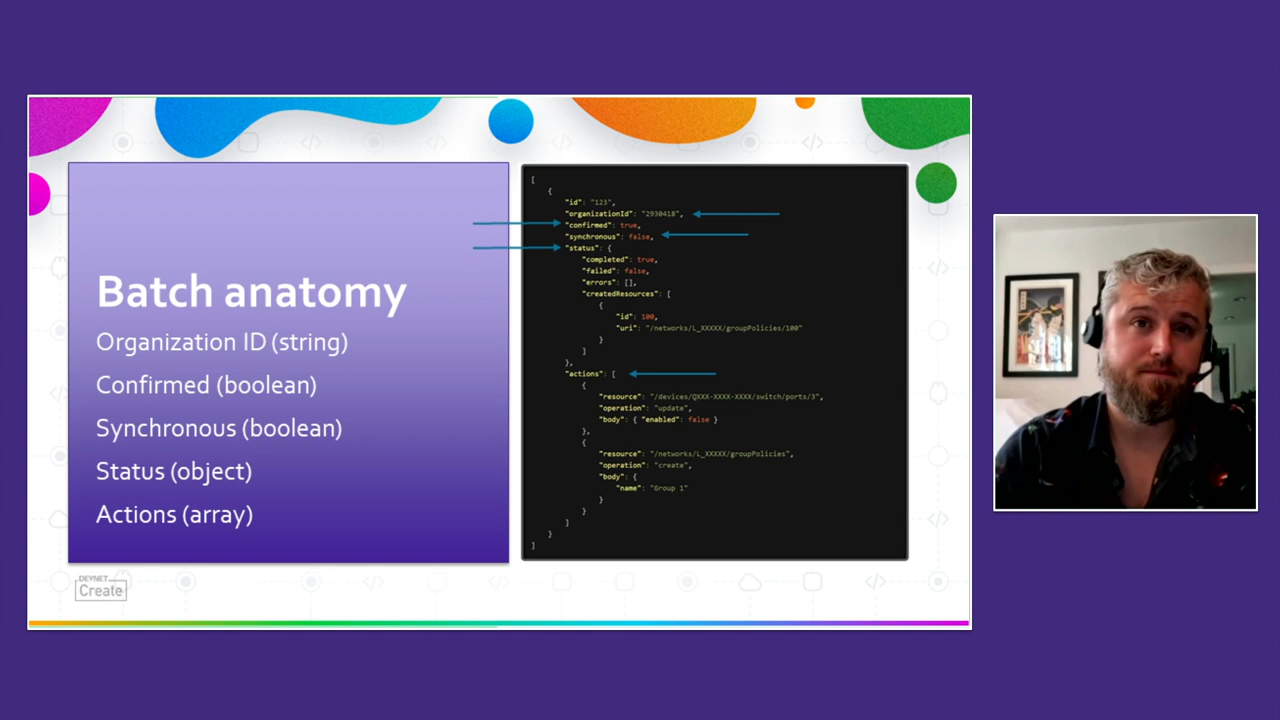 Batch anatomy
Organization ID (string)
Confirmed (boolean)
Synchronous (boolean)
Status (object)
Actions (array)
[
{
"id": "123",
"organizationId": "2930418",
"confirmed": true,
"synchronous": false,
"status": {
"completed": true,
"failed": false,
"errors": [],
"createdResources": [
{
"id": 100,
"uri": "/networks/L_XXXXX/groupPolicies/100"
}
]
},
"actions": [
{
"resource": "/devices/QXXX-XXXX-XXXX/switch/ports/3",
"operation": "update",
"body": { "enabled": false }
},
{
"resource": "/networks/L_XXXXX/groupPolicies",
"operation": "create",
"body": {
"name": "Group 1"
}
}
]
}
]
DEVNET
Create